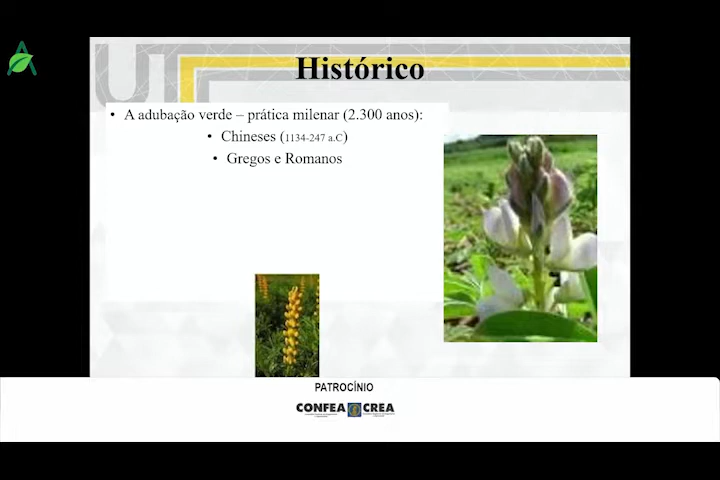 Histórico
• A adubação verde – prática milenar (2.300 anos):
• Chineses (1134-247 a.C)
• Gregos e Romanos
PATROCÍNIO
CONFEA CREA